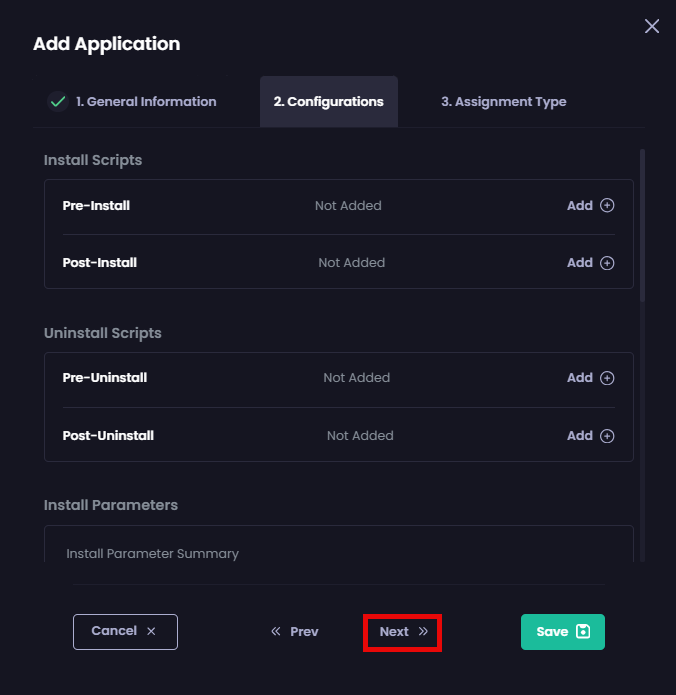 Add Application
1. General Information
2. Configurations
3. Assignment Type
Install Scripts
Pre-Install Not Added Add
Post-Install Not Added Add
Uninstall Scripts
Pre-Uninstall Not Added Add
Post-Uninstall Not Added Add
Install Parameters
Install Parameter Summary
Cancel Prev Next Save